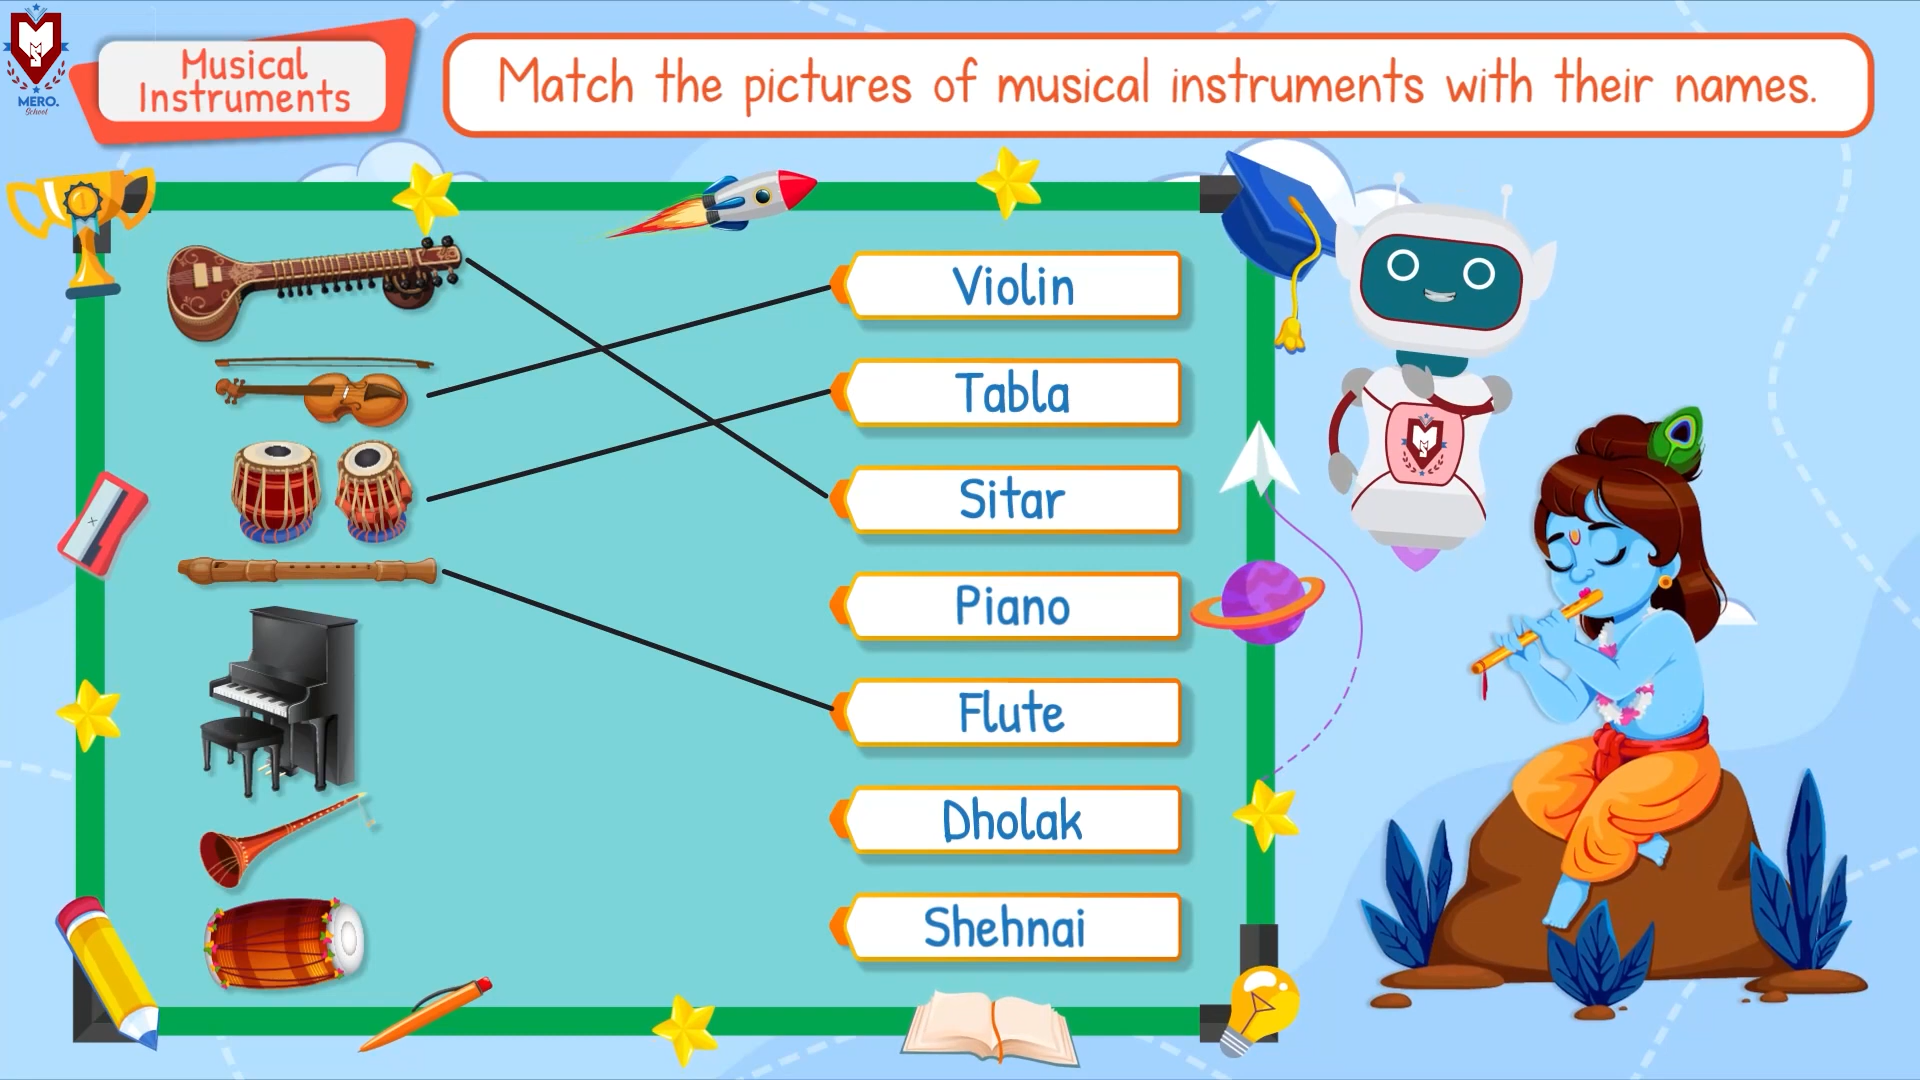 MERO.
School
Musical
Instruments
Match the pictures of musical instruments with their names.
Violin
Tabla
Sitar
Piano
Flute
Dholak
Shehnai